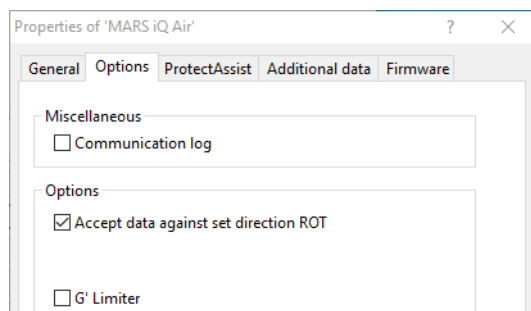 Properties of 'MARS iQ Air' ?
General Options ProtectAssist Additional data Firmware
Miscellaneous
Communication log
Options
Accept data against set direction ROT
G' Limiter